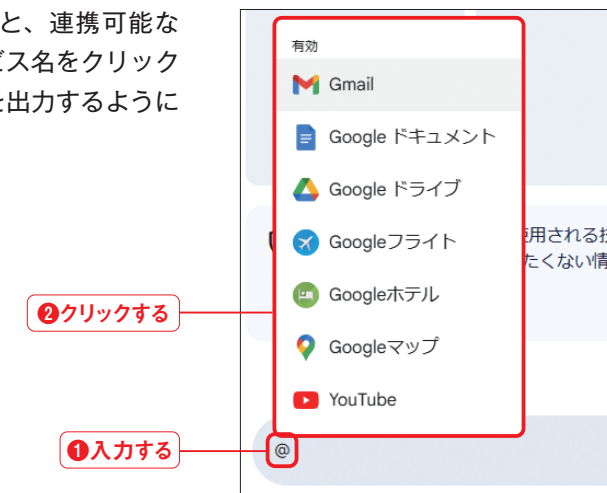 と、連携可能な
ビス名をクリック
を出力するように
有効
Gmail
Google ドキュメント
Google ドライブ
Googleフライト
Googleホテル
Googleマップ
YouTube
使用される技
たくない情
❷クリックする
❶入力する
@